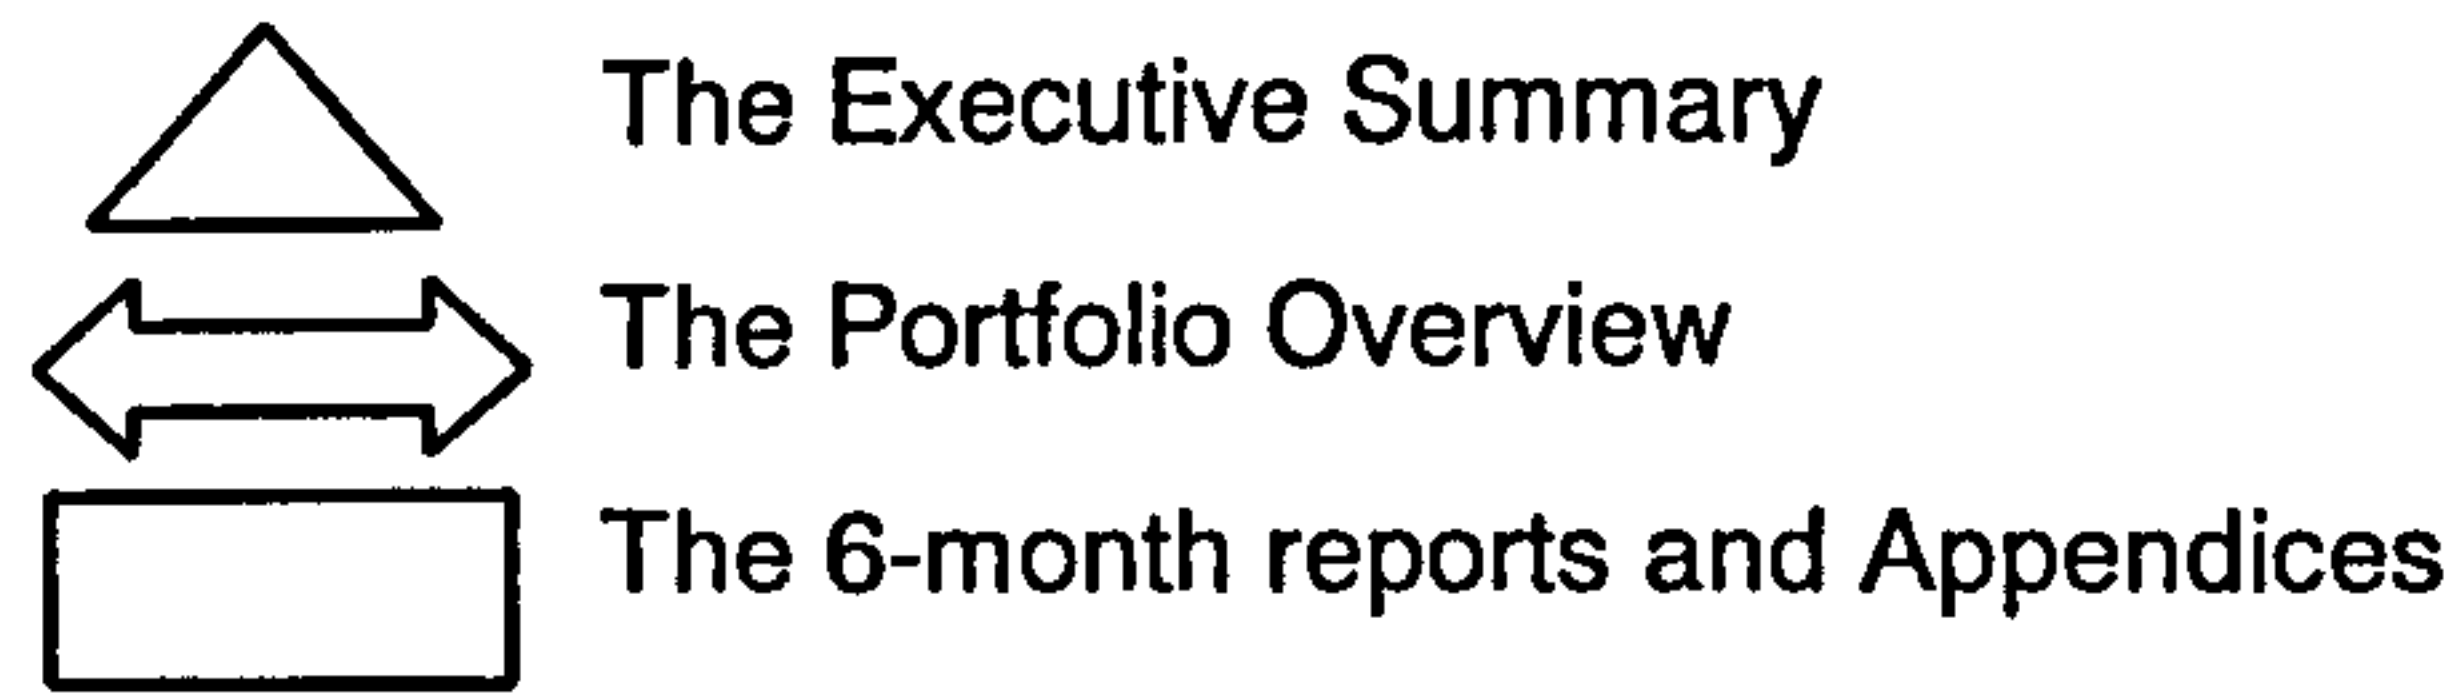 The Executive Summary
The Portfolio Overview
The 6-month reports and Appendices